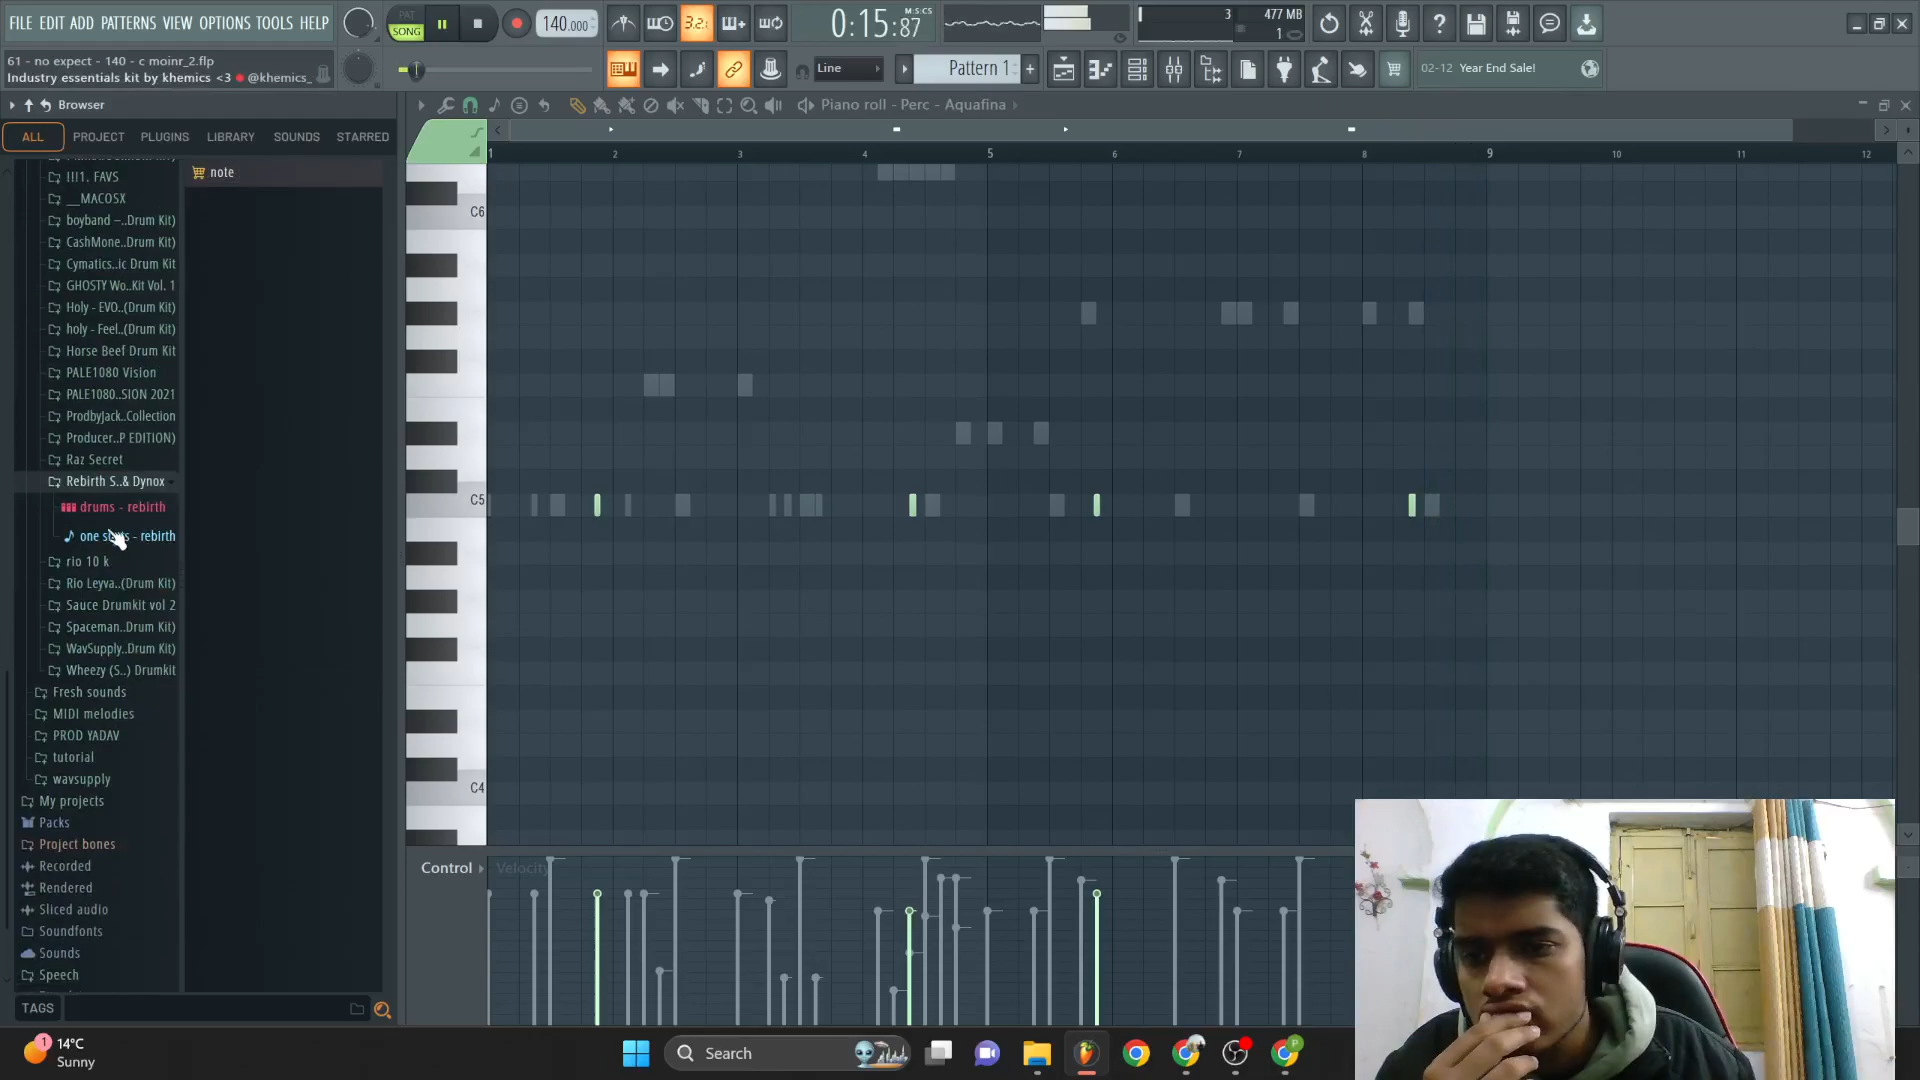 FILE EDIT PATTERNS VIEW OPTIONS TOOLS HELP
PAT
SONG
140.000
3.2.
0:15:87
M:S:CS
3
477 MB
1
61 - no expect - 140 - c moinr_2.flp
Industry essentials kit by khemics <3 @khemics_
Line
Pattern 1
02-12 Year End Sale!
Browser
Piano roll - Perc - Aquafina
ALL PROJECT PLUGINS LIBRARY SOUNDS STARRED
1 2 3 4 5 6 7 8 9 10 11 12
note
!!!1. FAVS
__MACOSX
boyband –..Drum Kit)
CashMone..Drum Kit)
Cymatics..ic Drum Kit
GHOSTY Wo..Kit Vol. 1
Holy - EVO..(Drum Kit)
holy - Feel..(Drum Kit)
Horse Beef Drum Kit
PALE1080 Vision
PALE1080..SION 2021
ProdbyJack..Collection
Producer..P EDITION)
Raz Secret
Rebirth S..& Dynox
drums - rebirth
one - rebirth
rio 10 k
Rio Leyva..(Drum Kit)
Sauce Drumkit vol 2
Spaceman..Drum Kit)
WavSupply..Drum Kit)
Wheezy (S..) Drumkit
Fresh sounds
MIDI melodies
PROD YADAV
tutorial
wavsupply
My projects
Packs
Project bones
Recorded
Rendered
Sliced audio
Soundfonts
Sounds
Speech
TAGS
C6
C5
C4
Control
Velocity
1
14°C
Sunny
Search
P